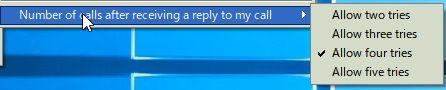 Number of calls after receiving a reply to my call
Allow two tries
Allow three tries
Allow four tries
Allow five tries